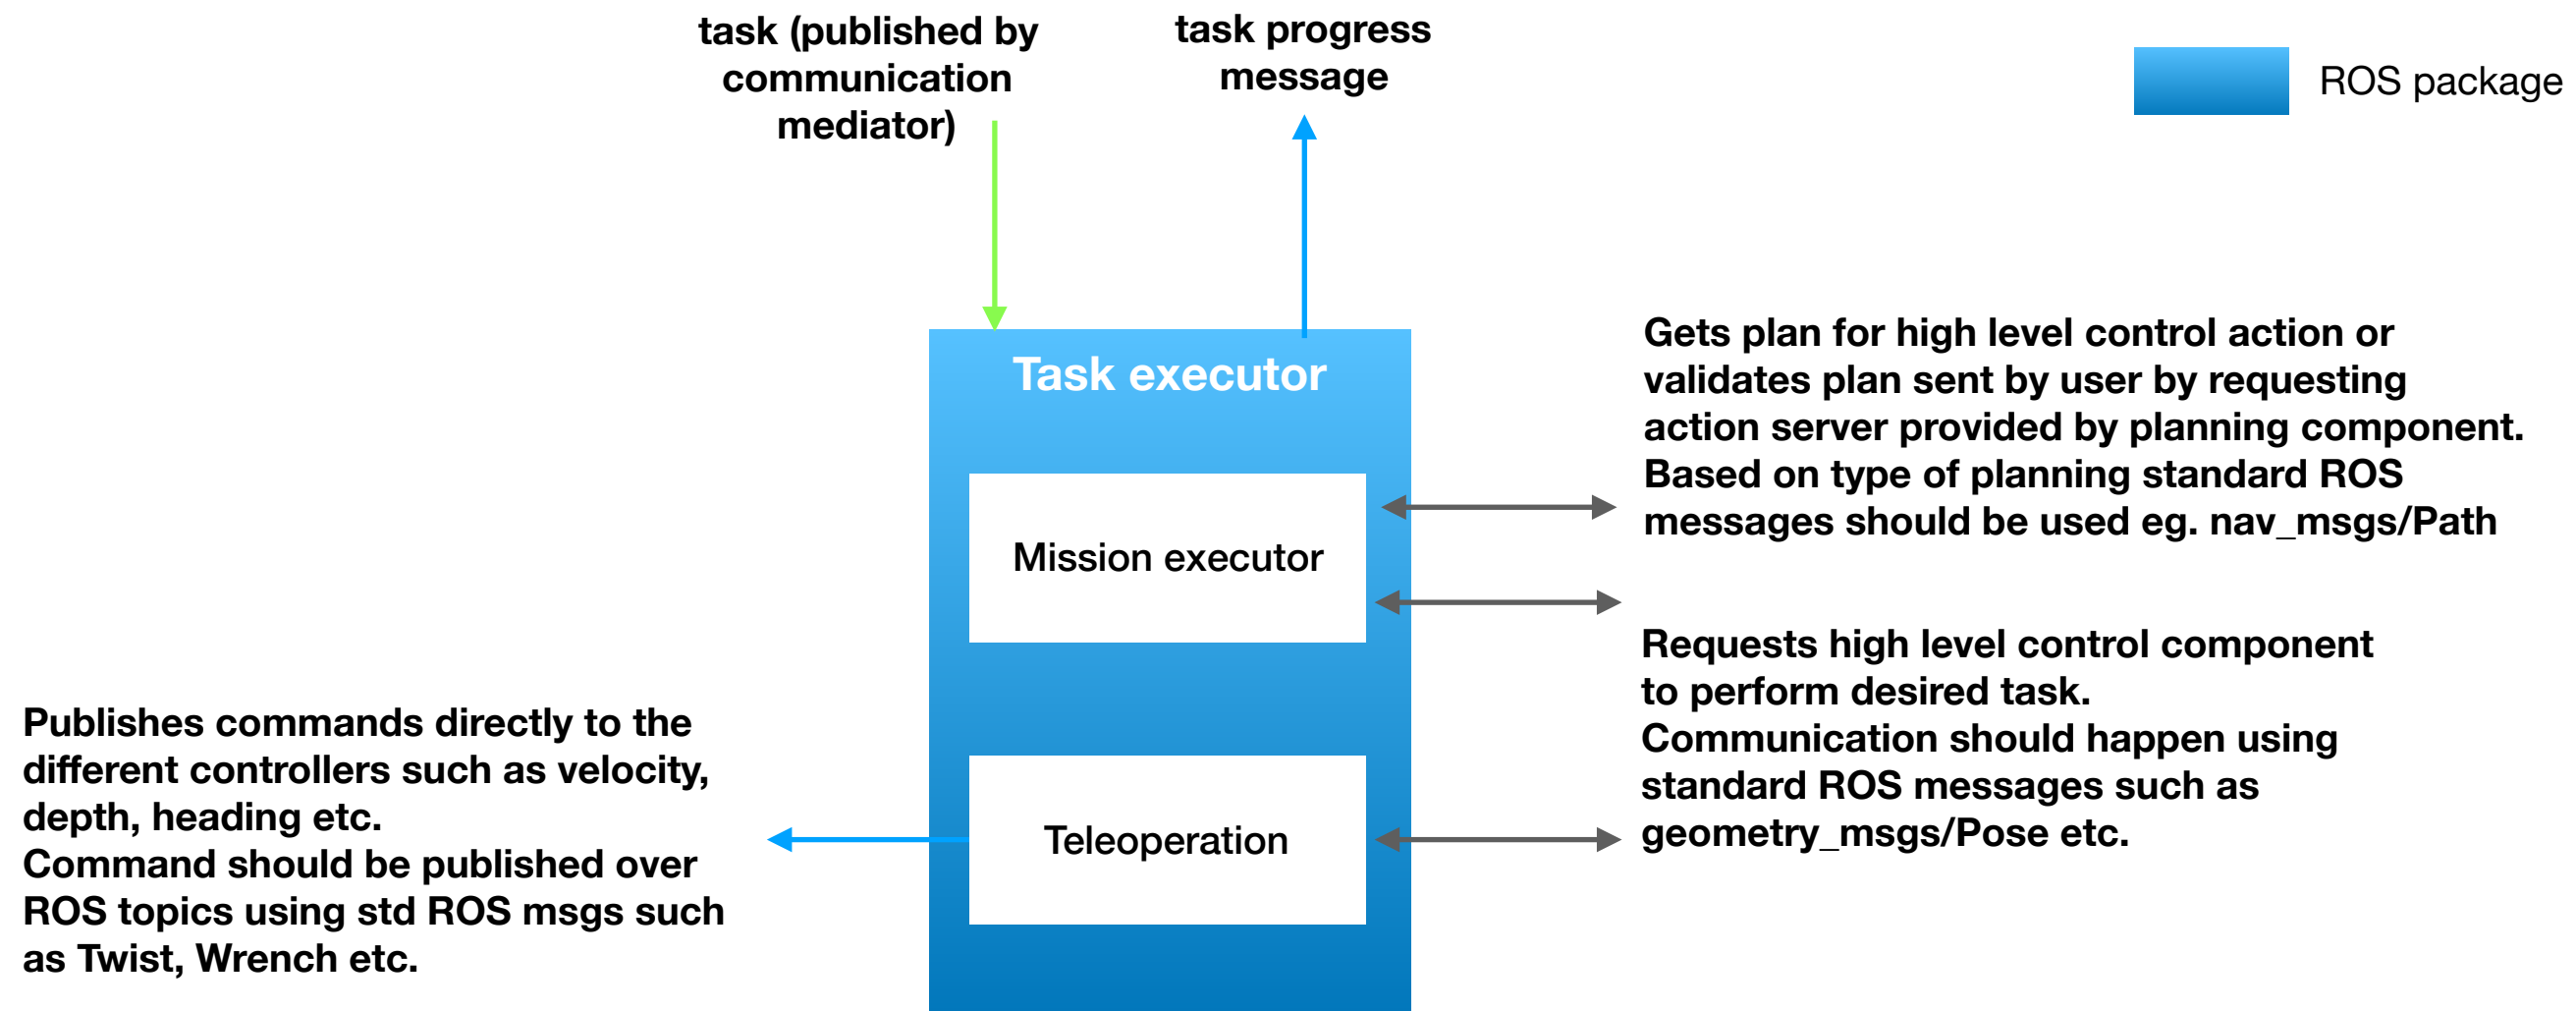 task (published by
communication
mediator)
task progress
message
ROS package
Task executor
Mission executor
Teleoperation
Gets plan for high level control action or
validates plan sent by user by requesting
action server provided by planning component.
Based on type of planning standard ROS
messages should be used eg. nav_msgs/Path
Requests high level control component
to perform desired task.
Communication should happen using
standard ROS messages such as
geometry_msgs/Pose etc.
Publishes commands directly to the
different controllers such as velocity,
depth, heading etc.
Command should be published over
ROS topics using std ROS msgs such
as Twist, Wrench etc.